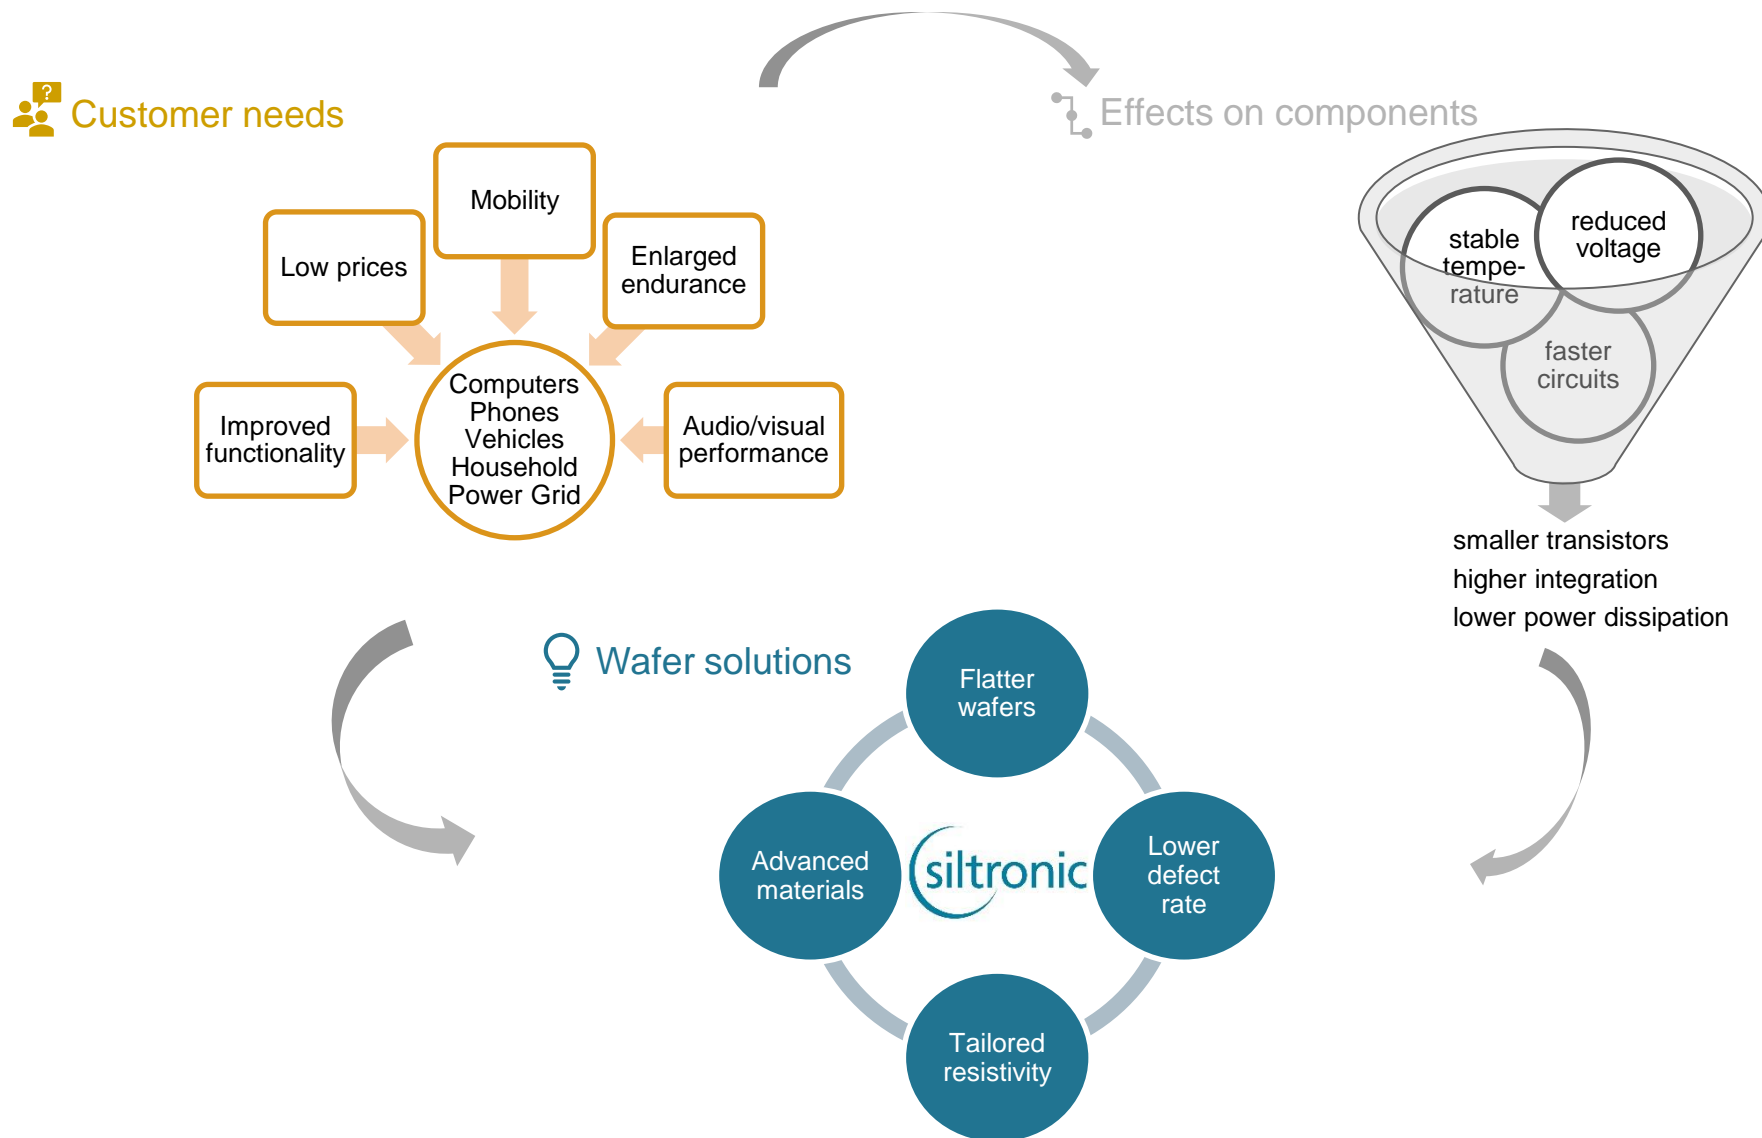 ?
Customer needs
Mobility
Low prices
Enlarged
endurance
Improved
functionality
Computers
Phones
Vehicles
Household
Power Grid
Audio/visual
performance
Effects on components
stable
tempe-
rature
reduced
voltage
faster
circuits
smaller transistors
higher integration
lower power dissipation
Wafer solutions
Flatter
wafers
Advanced
materials
siltronic
Lower
defect
rate
Tailored
resistivity